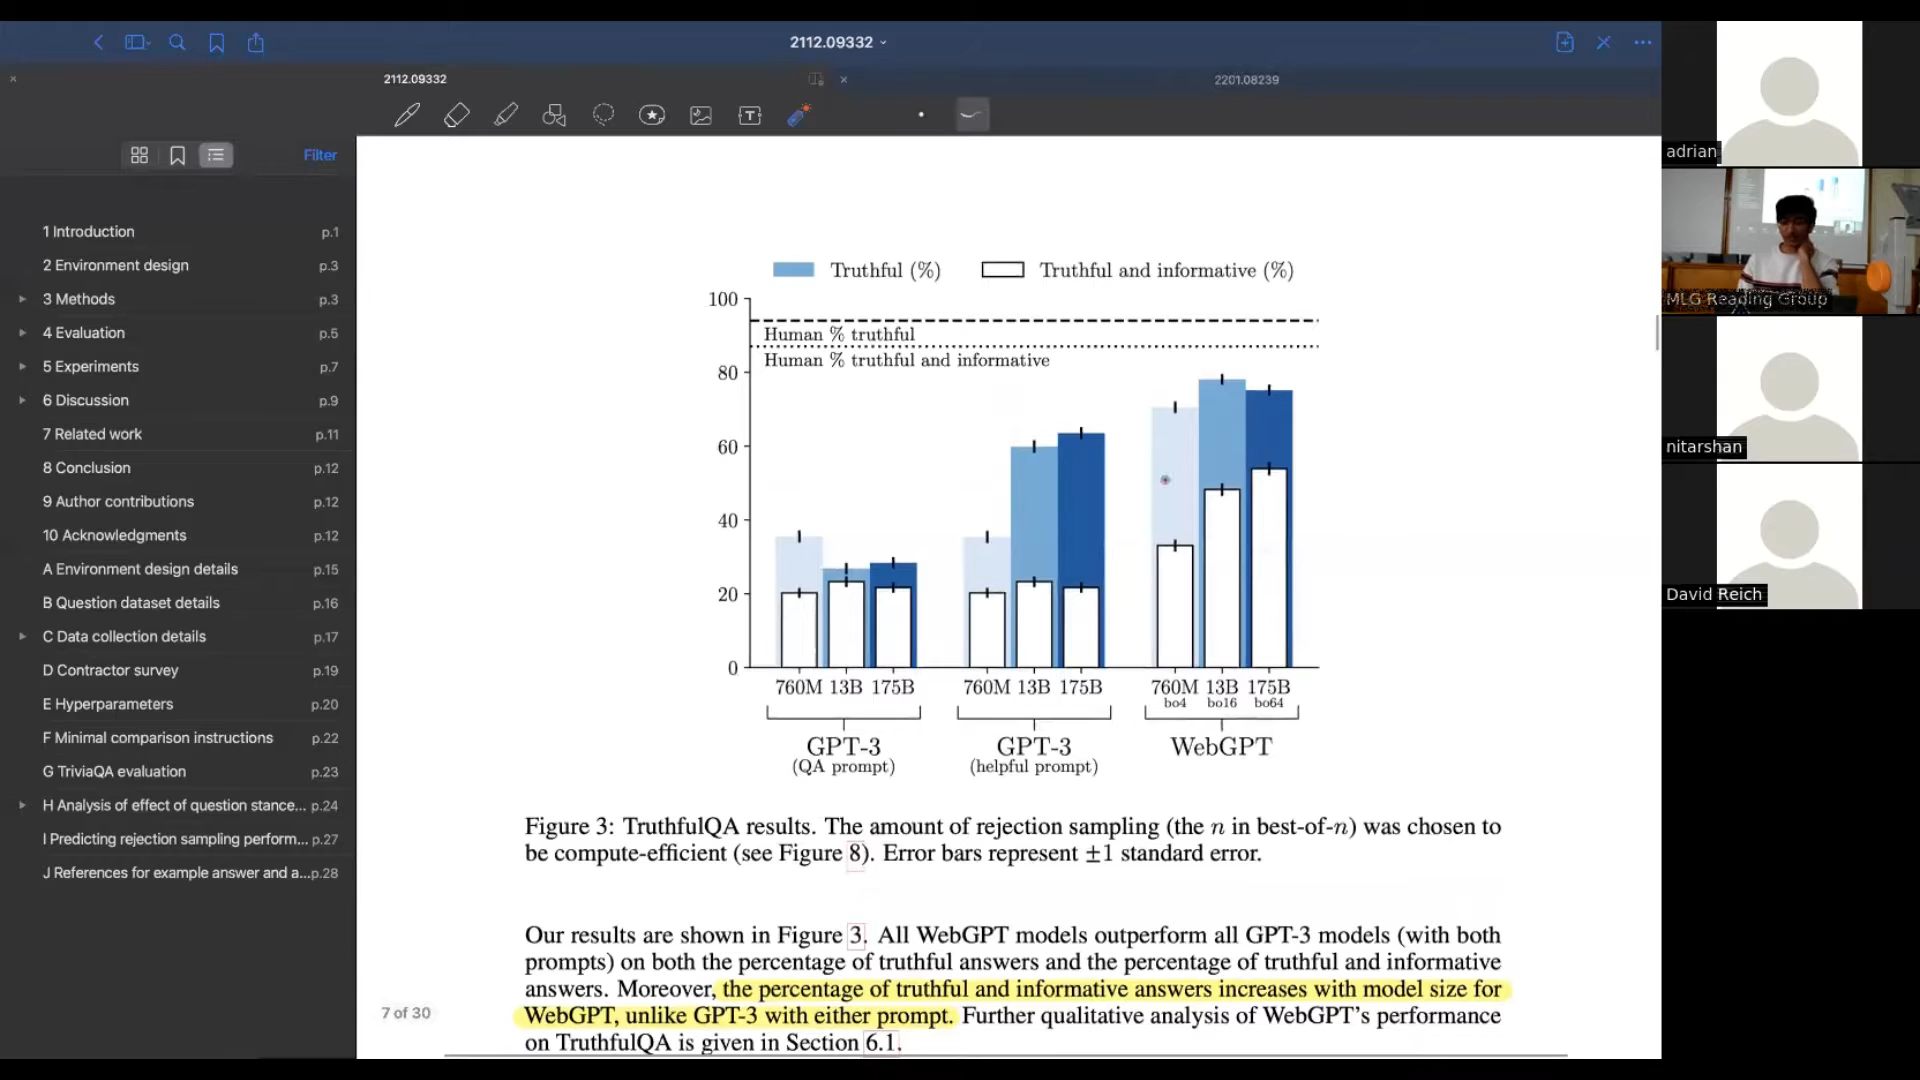 2112.09332
2112.09332
2201.08239
Filter
1 Introduction p.1
2 Environment design p.3
3 Methods p.3
4 Evaluation p.5
5 Experiments p.7
6 Discussion p.9
7 Related work p.11
8 Conclusion p.12
9 Author contributions p.12
10 Acknowledgments p.12
A Environment design details p.15
B Question dataset details p.16
C Data collection details p.17
D Contractor survey p.19
E Hyperparameters p.20
F Minimal comparison instructions p.22
G TriviaQA evaluation p.23
H Analysis of effect of question stance... p.24
I Predicting rejection sampling perform... p.27
J References for example answer and a... p.28
Truthful (%) Truthful and informative (%)
100
Human % truthful
Human % truthful and informative
80
60
40
20
0
760M 13B 175B 760M 13B 175B 760M 13B 175B
bo4 bo16 bo64
GPT-3 GPT-3 WebGPT
(QA prompt) (helpful prompt)
Figure 3: TruthfulQA results. The amount of rejection sampling (the n in best-of-n) was chosen to
be compute-efficient (see Figure 8). Error bars represent ±1 standard error.
Our results are shown in Figure 3. All WebGPT models outperform all GPT-3 models (with both
prompts) on both the percentage of truthful answers and the percentage of truthful and informative
answers. Moreover, the percentage of truthful and informative answers increases with model size for
WebGPT, unlike GPT-3 with either prompt. Further qualitative analysis of WebGPT's performance
on TruthfulQA is given in Section 6.1.
7 of 30
adrian
MLG Reading Group
nitarshan
David Reich